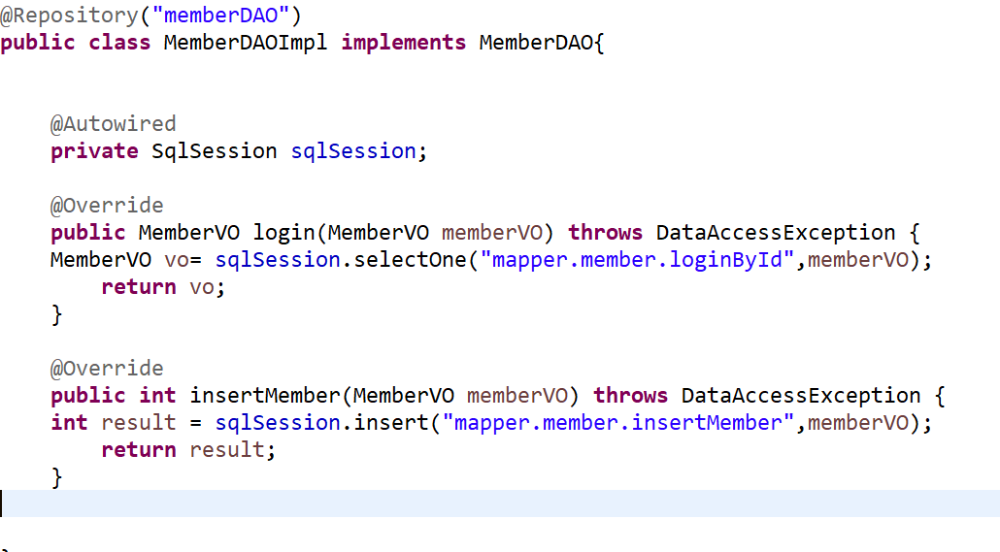 @Repository("memberDAO")
public class MemberDAOImpl implements MemberDAO{
@Autowired
private SqlSession sqlSession;
@Override
public MemberVO login(MemberVO memberVO) throws DataAccessException {
MemberVO vo= sqlSession.selectOne("mapper.member.loginById",memberVO);
return vo;
}
@Override
public int insertMember(MemberVO memberVO) throws DataAccessException {
int result = sqlSession.insert("mapper.member.insertMember",memberVO);
return result;
}